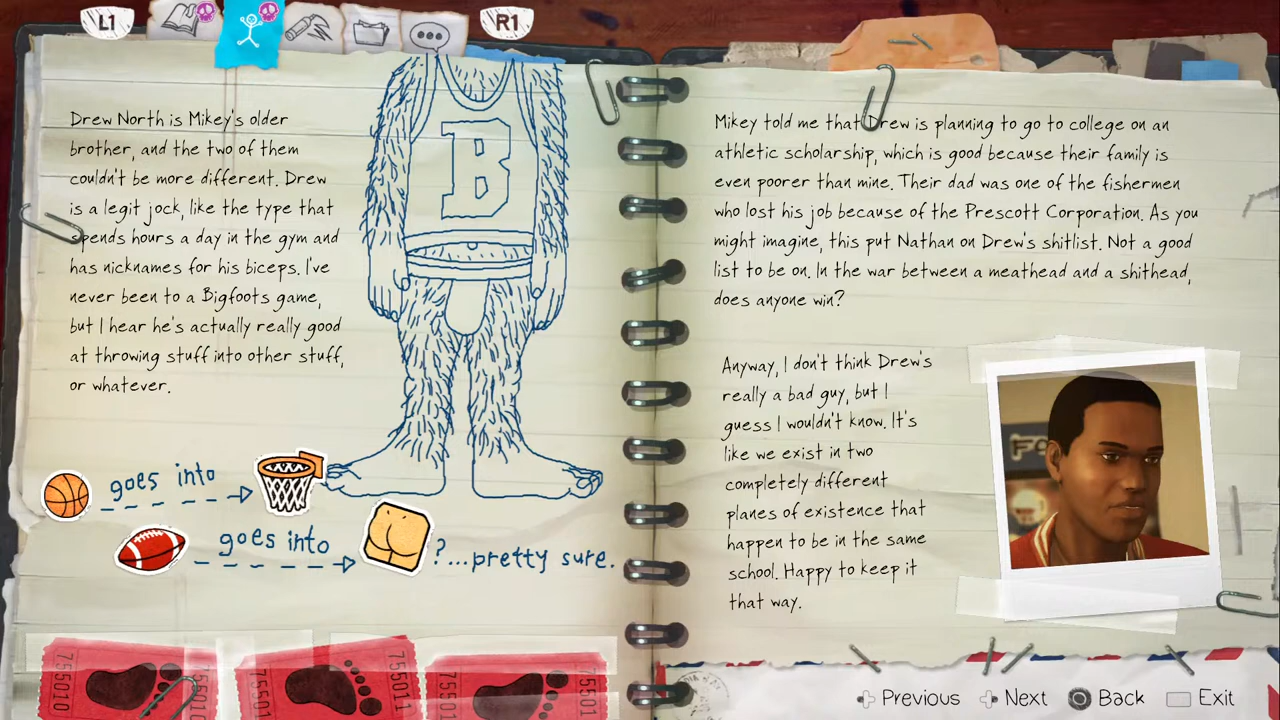 L1
R1
Drew North is Mikey's older
brother, and the two of them
couldn't be more different. Drew
is a legit jock, like the type that
spends hours a day in the gym and
has nicknames for his biceps. I've
never been to a Bigfoots game,
but I hear he's actually really good
at throwing stuff into other stuff,
or whatever.
B
goes into
goes into
?...pretty sure.
755010
755010
755011
755011
Mikey told me that Drew is planning to go to college on an
athletic scholarship, which is good because their family is
even poorer than mine. Their dad was one of the fishermen
who lost his job because of the Prescott Corporation. As you
might imagine, this put Nathan on Drew's shitlist. Not a good
list to be on. In the war between a meathead and a shithead,
does anyone win?
Anyway, I don't think Drew's
really a bad guy, but I
guess I wouldn't know. It's
like we exist in two
completely different
planes of existence that
happen to be in the same
school. Happy to keep it
that way.
Previous
Next
Back
Exit